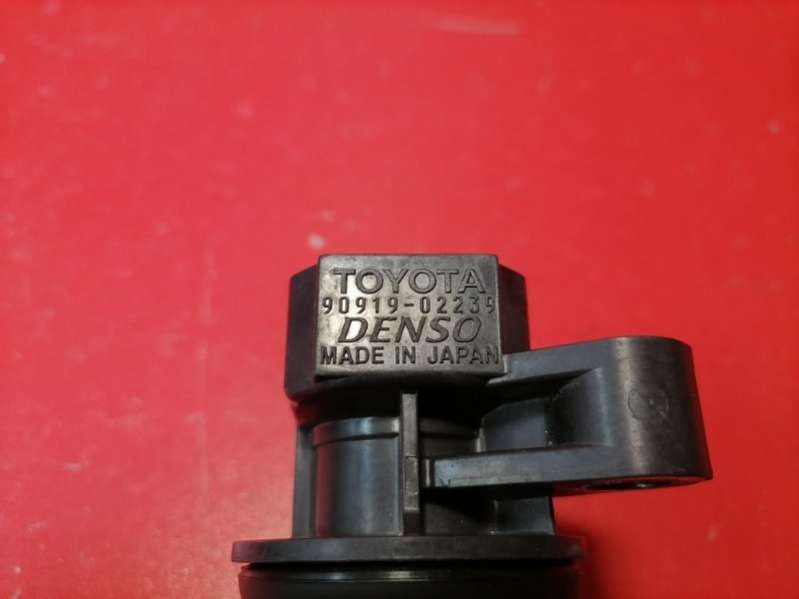 TOYOTA
90919-02239
DENSO
MADE IN JAPAN